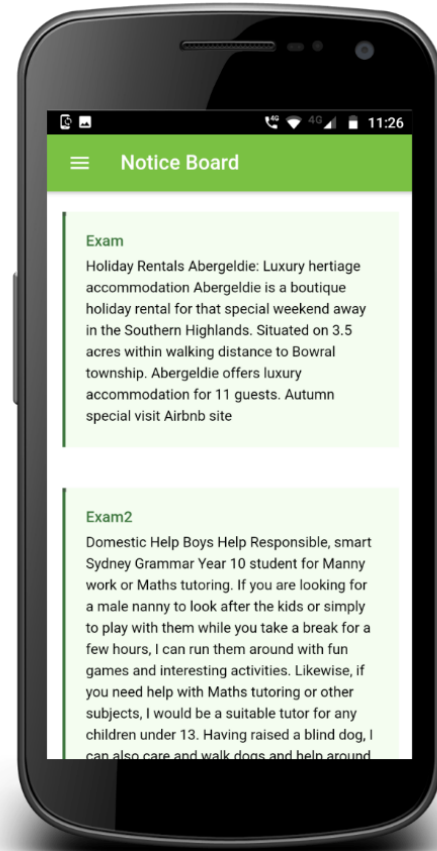 4G
4G
11:26
Notice Board
Exam
Holiday Rentals Abergeldie: Luxury hertiage
accommodation Abergeldie is a boutique
holiday rental for that special weekend away
in the Southern Highlands. Situated on 3.5
acres within walking distance to Bowral
township. Abergeldie offers luxury
accommodation for 11 guests. Autumn
special visit Airbnb site
Exam2
Domestic Help Boys Help Responsible, smart
Sydney Grammar Year 10 student for Manny
work or Maths tutoring. If you are looking for
a male nanny to look after the kids or simply
to play with them while you take a break for a
few hours, I can run them around with fun
games and interesting activities. Likewise, if
you need help with Maths tutoring or other
subjects, I would be a suitable tutor for any
children under 13. Having raised a blind dog, I
can also care and walk dogs and help around